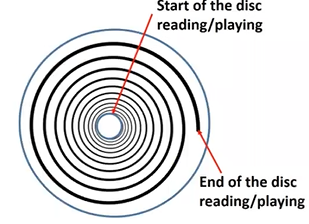 Start of the disc
reading/playing
End of the disc
reading/playing